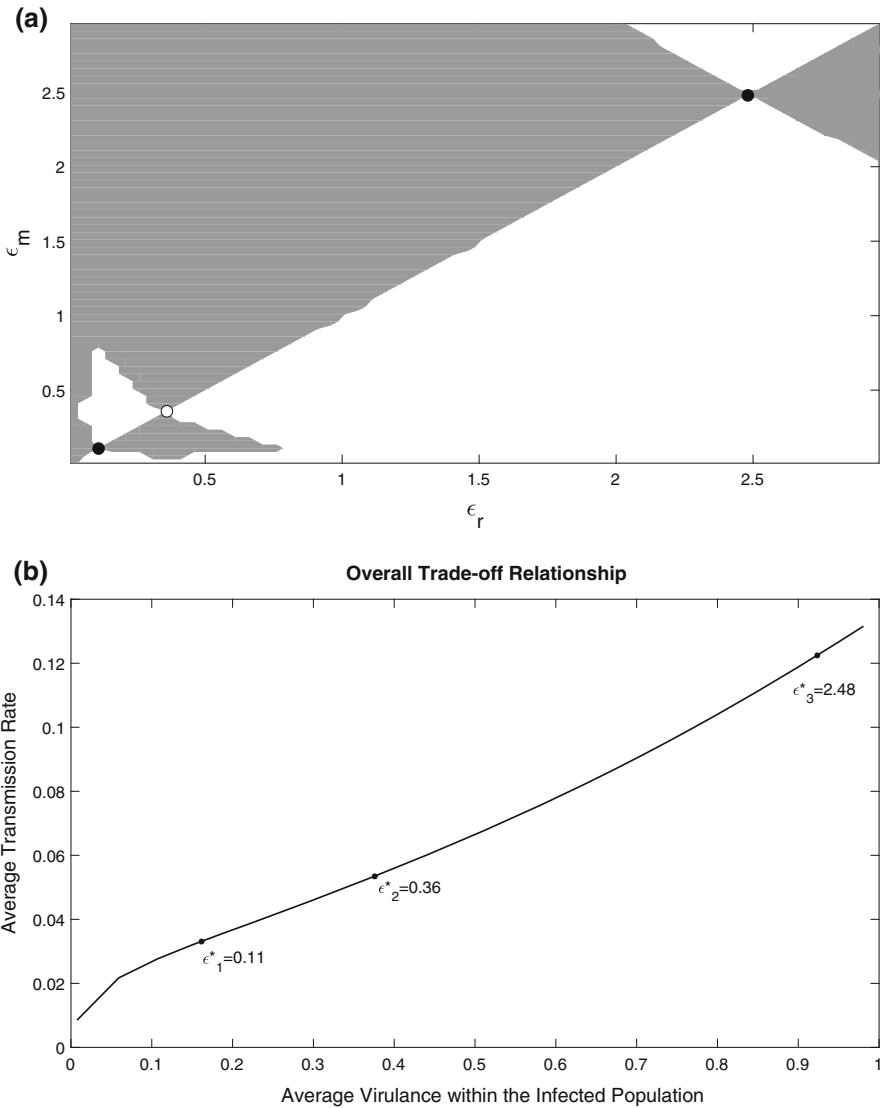 (a)
2.5
2
1.5
1
0.5
ϵm
0.5
1
1.5
2
2.5
ϵr
(b)
Overall Trade-off Relationship
0.14
0.12
0.1
0.08
0.06
0.04
0.02
0
Average Transmission Rate
ϵ*3=2.48
ϵ*2=0.36
ϵ*1=0.11
0
0.1
0.2
0.3
0.4
0.5
0.6
0.7
0.8
0.9
1
Average Virulance within the Infected Population